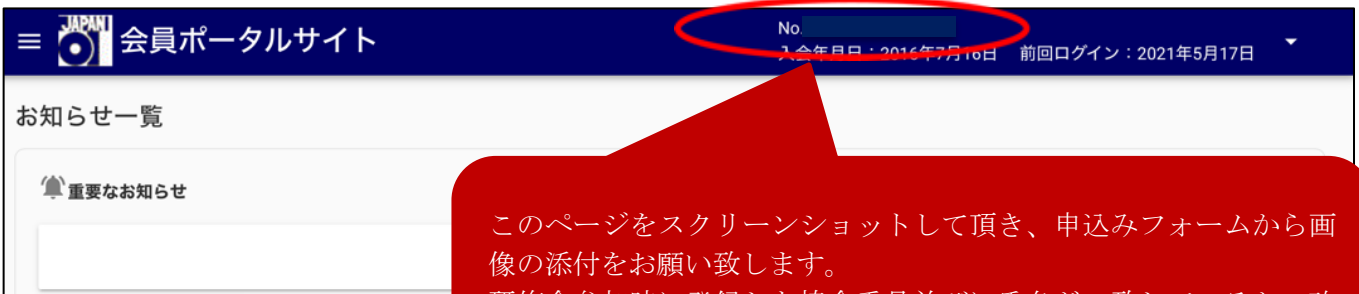 JAPAN
会員ポータルサイト
No.
入会年月日：2016年7月16日 前回ログイン：2021年5月17日
お知らせ一覧
重要なお知らせ
このページをスクリーンショットして頂き、申込みフォームから画
像の添付をお願い致します。